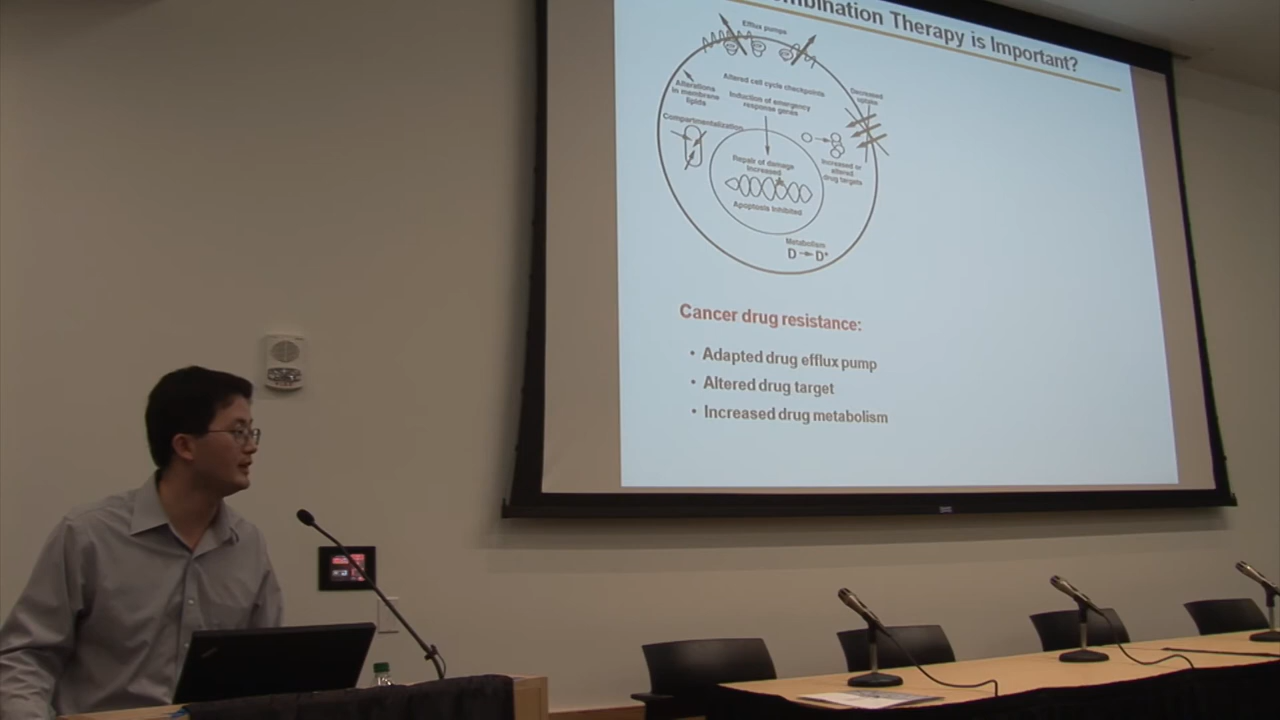 mbination Therapy is Important?
Efflux pumps
Decreased
uptake
Altered cell cycle checkpoints
Alterations
in membrane
lipids
Induction of emergency
response genes
Compartmentalization
Repair of damage
Increased
Increased or
altered
drug targets
Apoptosis Inhibited
Metabolism
D → D*
Cancer drug resistance:
• Adapted drug efflux pump
• Altered drug target
• Increased drug metabolism